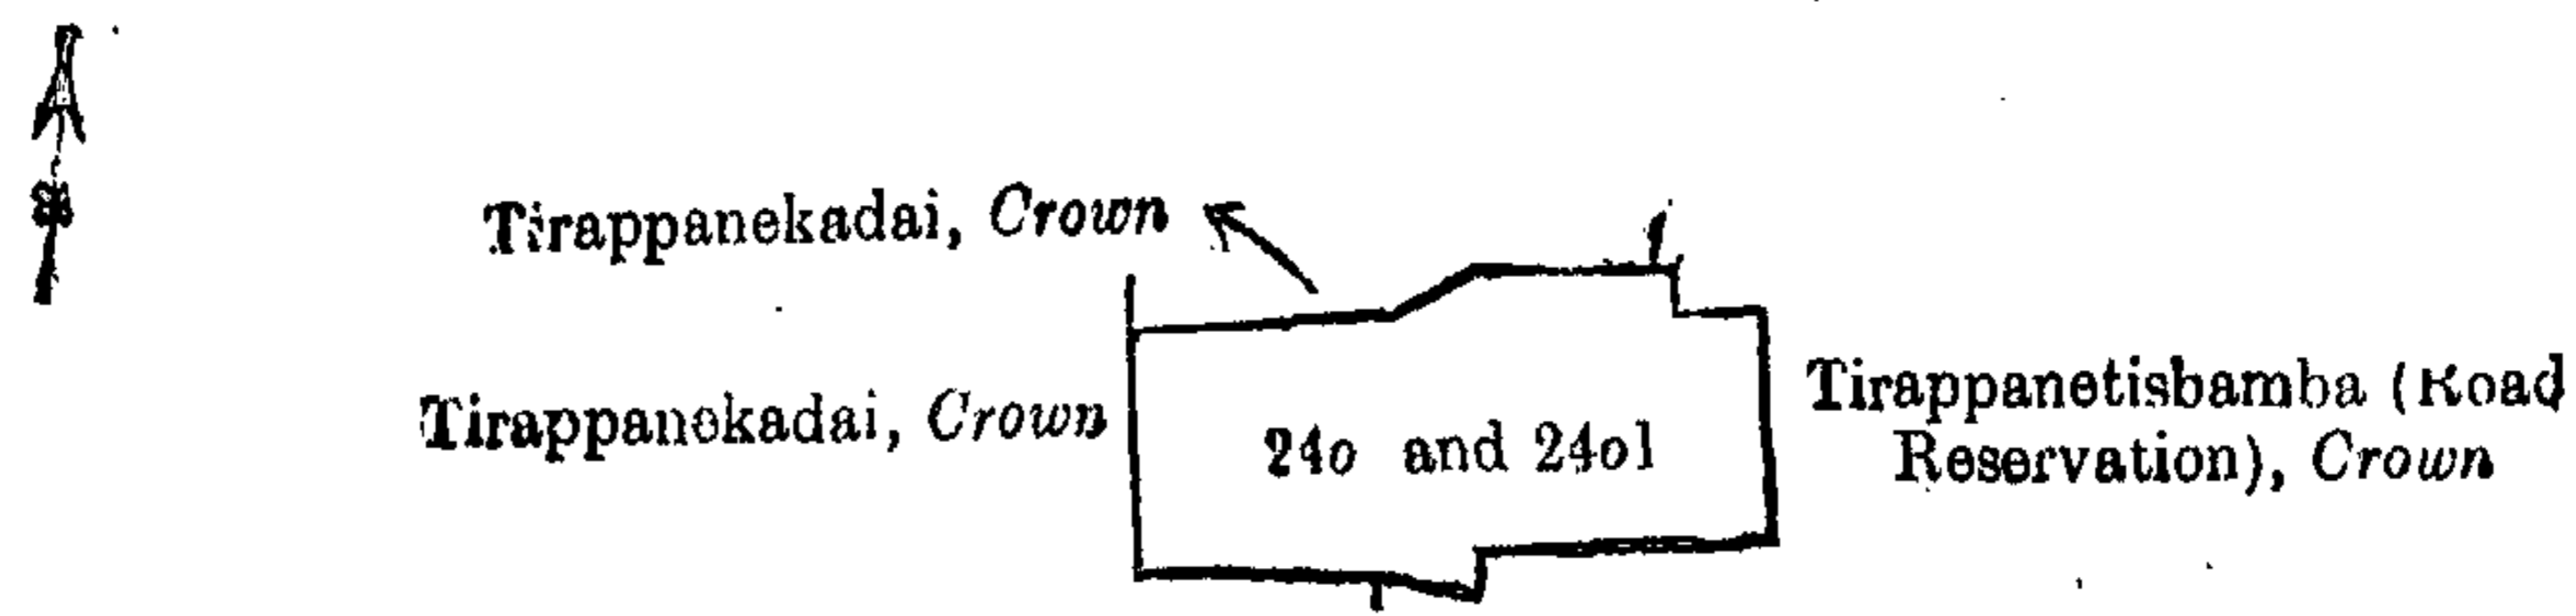 Tirappanekadai, Crown
Tirappanekadai, Crown
24o and 24o1
Tirappanetisbamba (Road
Reservation), Crown